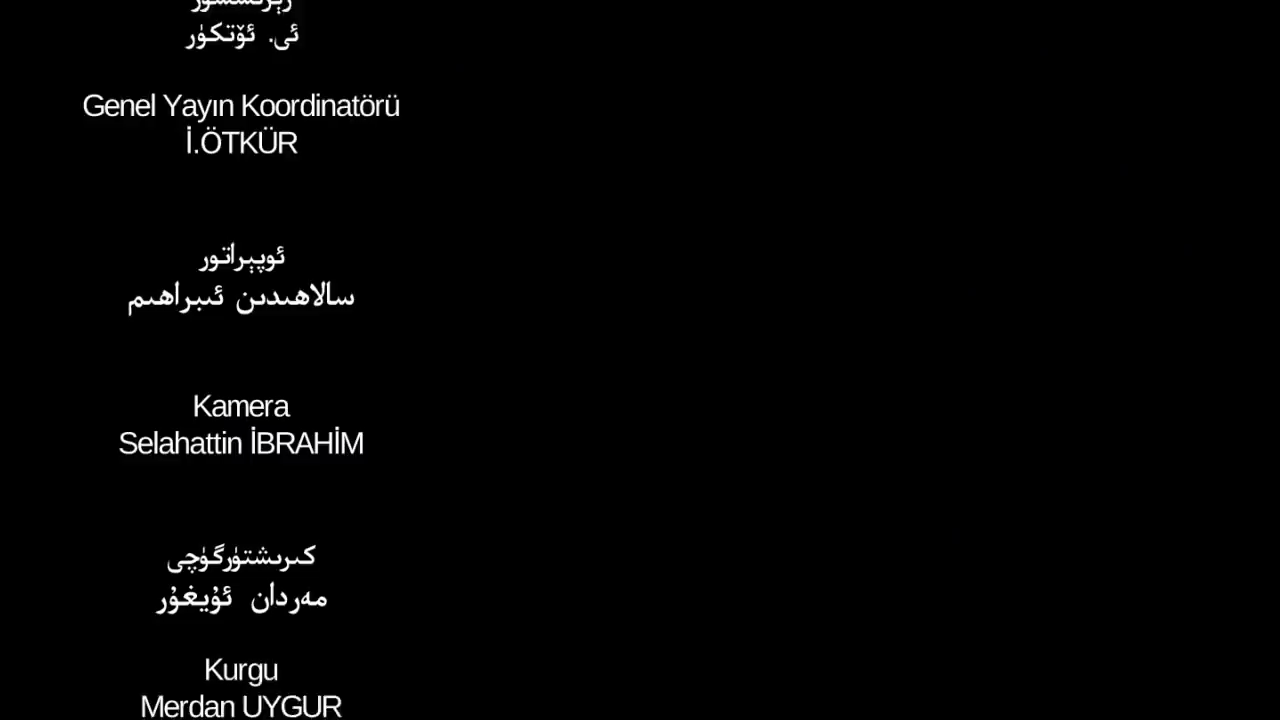 ئى. ئۆتكۈر
Genel Yayın Koordinatörü
İ.ÖTKÜR
ئوپېراتور
سالاھىدىن ئىبراھىم
Kamera
Selahattin İBRAHİM
كىرىشتۈرگۈچى
مەردان ئۇيغۇر
Kurgu
Merdan UYGUR